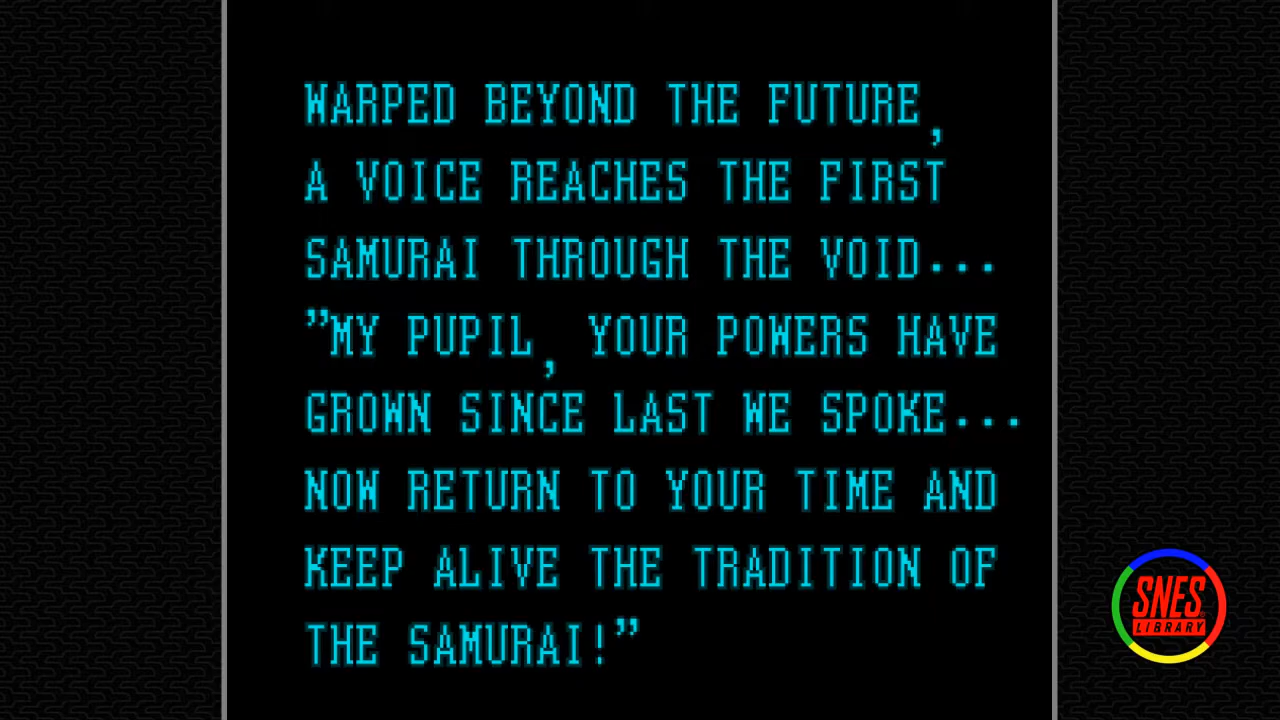 WARPED BEYOND THE FUTURE,
A VOICE REACHES THE FIRST
SAMURAI THROUGH THE VOID...
”MY PUPIL, YOUR POWERS HAVE
GROWN SINCE LAST WE SPOKE...
NOW RETURN TO YOUR TIME AND
KEEP ALIVE THE TRADITION OF
THE SAMURAI!”
SNES
LIBRARY